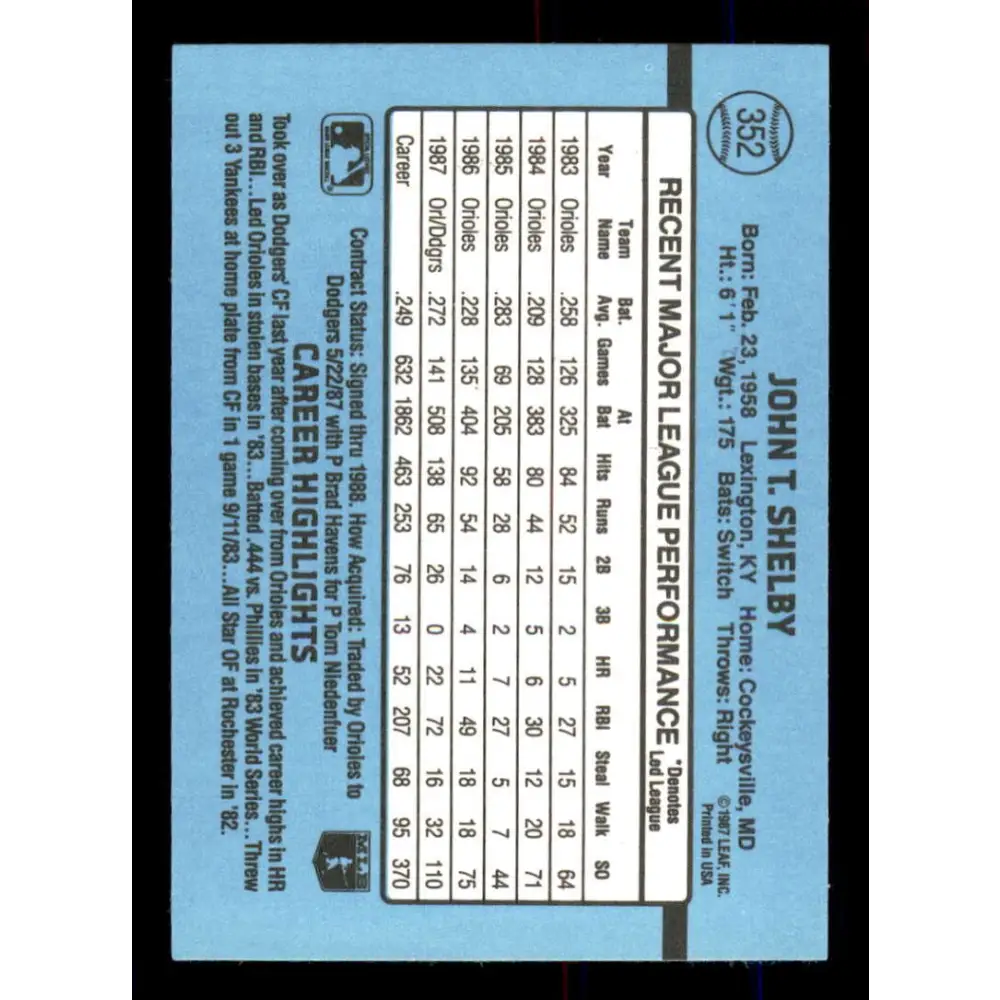 352
JOHN T. SHELBY
Born: Feb. 23, 1958 Lexington, KY Home: Cockeysville, MD
Ht.: 6'1" Wgt.: 175 Bats: Switch Throws: Right
©1987 LEAF, INC.
Printed in USA
RECENT MAJOR LEAGUE PERFORMANCE *Denotes Led League
Year Team Name Bat. Avg. Games At Bat Hits Runs 2B 3B HR RBI Steal Walk SO
1983 Orioles .258 126 325 84 52 15 2 5 27 15 18 64
1984 Orioles .209 128 383 80 44 12 5 6 30 12 20 71
1985 Orioles .283 69 205 58 28 6 2 7 27 5 7 44
1986 Orioles .228 135 404 92 54 14 4 11 49 18 18 75
1987 Orl/Ddgrs .272 141 508 138 65 26 0 22 72 16 32 110
Career .249 632 1862 463 253 76 13 52 207 68 95 370
Contract Status: Signed thru 1988. How Acquired: Traded by Orioles to
Dodgers 5/22/87 with P Brad Havens for P Tom Niedenfuer
MLB
CAREER HIGHLIGHTS
Took over as Dodgers' CF last year after coming over from Orioles and achieved career highs in HR
and RBI...Led Orioles in stolen bases in '83...Batted .444 vs. Phillies in '83 World Series...Threw
out 3 Yankees at home plate from CF in 1 game 9/11/83...All Star OF at Rochester in '82.